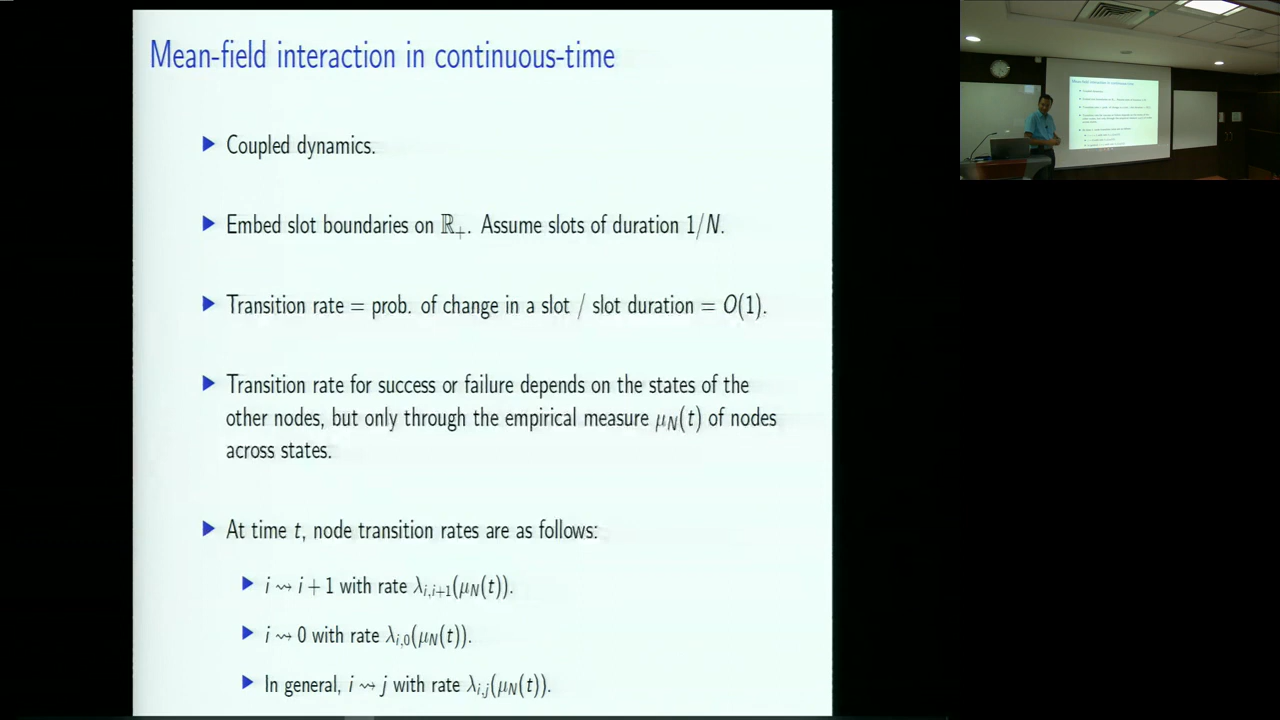 Mean-field interaction in continuous-time
▶ Coupled dynamics.
▶ Embed slot boundaries on ℝ₊. Assume slots of duration 1/N.
▶ Transition rate = prob. of change in a slot / slot duration = O(1).
▶ Transition rate for success or failure depends on the states of the
other nodes, but only through the empirical measure μ_N(t) of nodes
across states.
▶ At time t, node transition rates are as follows:
▶ i ⇝ i + 1 with rate λ_{i,i+1}(μ_N(t)).
▶ i ⇝ 0 with rate λ_{i,0}(μ_N(t)).
▶ In general, i ⇝ j with rate λ_{i,j}(μ_N(t)).